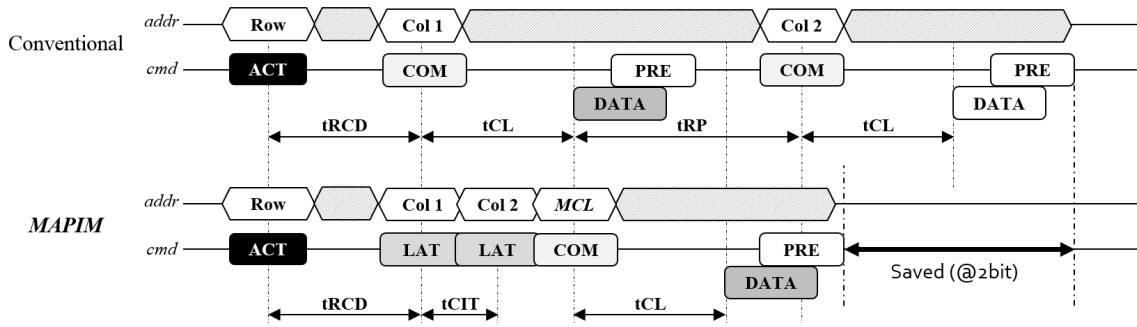 addr Row Col 1 Col 2
Conventional
cmd ACT COM PRE COM PRE
DATA DATA
tRCD tCL tRP tCL
addr Row Col 1 Col 2 MCL
MAPIM
cmd ACT LAT LAT COM PRE
Saved (@2bit)
DATA
tRCD tCIT tCL